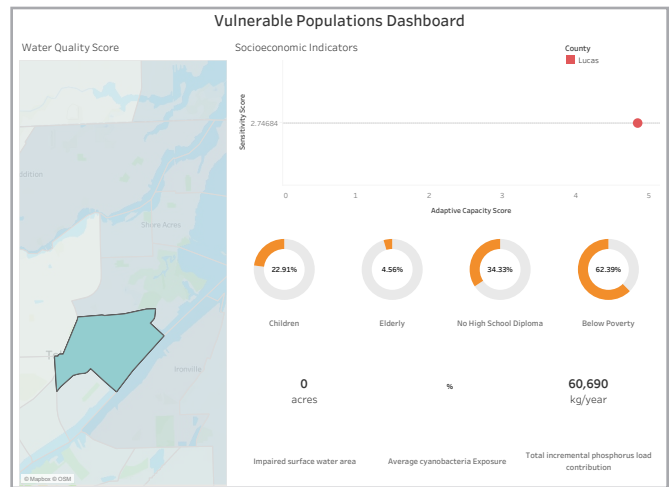 Vulnerable Populations Dashboard
Water Quality Score
Socioeconomic Indicators
County
Lucas
Sensitivity Score
2.74684
0 1 2 3 4 5
Adaptive Capacity Score
ddition
Shore Acres
Ironville
T
© Mapbox © OSM
22.91% 4.56% 34.33% 62.39%
Children Elderly No High School Diploma Below Poverty
0 % 60,690
acres kg/year
Impaired surface water area Average cyanobacteria Exposure Total incremental phosphorus load
contribution